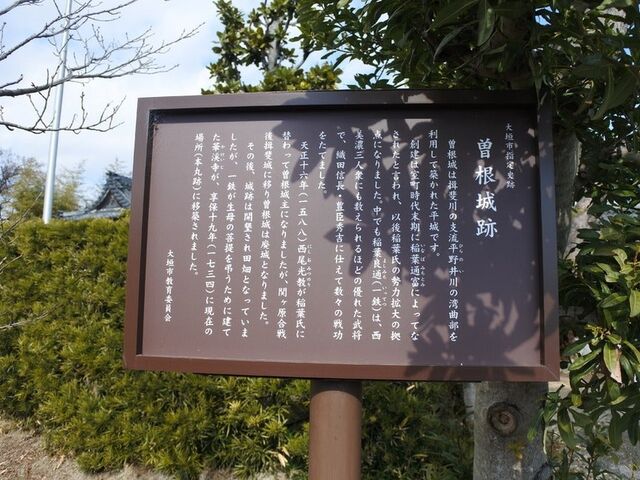 大垣市指定史跡
曽根城跡
曽根城は揖斐川の支流平野井川の湾曲部を
利用して築かれた平城です。
創建は室町時代末期に稲葉通富によってな
されたと言われ、以後稲葉氏の勢力拡大の拠
点になりました。中でも稲葉良通(一鉄)は、西
美濃三人衆にも数えられるほどの優れた武将
で、織田信長、豊臣秀吉に仕えて数々の戦功
をたてました。
天正十六年(一五八八)西尾光教が稲葉氏に
替わって曽根城主になりましたが、関ヶ原合戦
後揖斐城に移り曽根城は廃城となりました。
その後、城跡は開墾され田畑となっていま
したが、一鉄が生母の菩提を弔うために建て
た華渓寺が、享保十九年(一七三四)に現在の
場所(本丸跡)に移築されました。
大垣市教育委員会